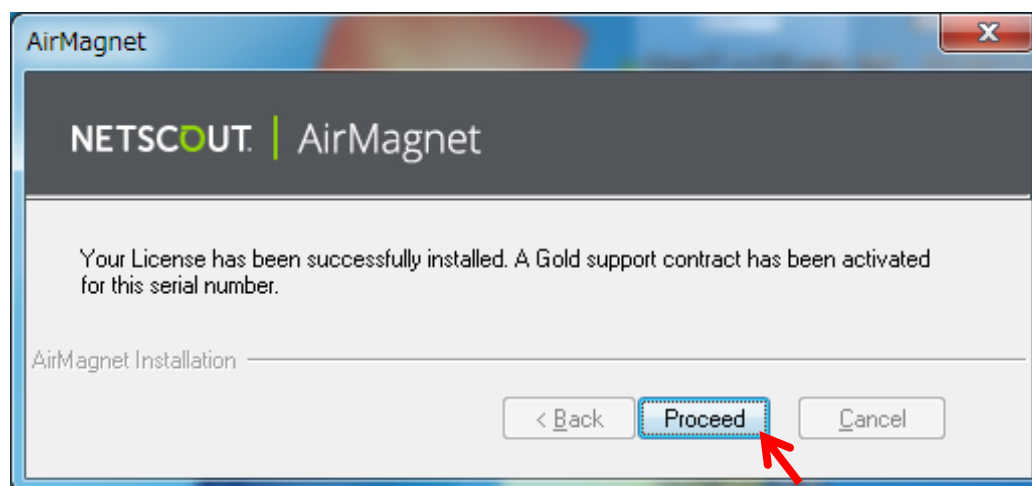 AirMagnet
NETSCOUT. | AirMagnet
Your License has been successfully installed. A Gold support contract has been activated
for this serial number.
AirMagnet Installation
< Back Proceed Cancel